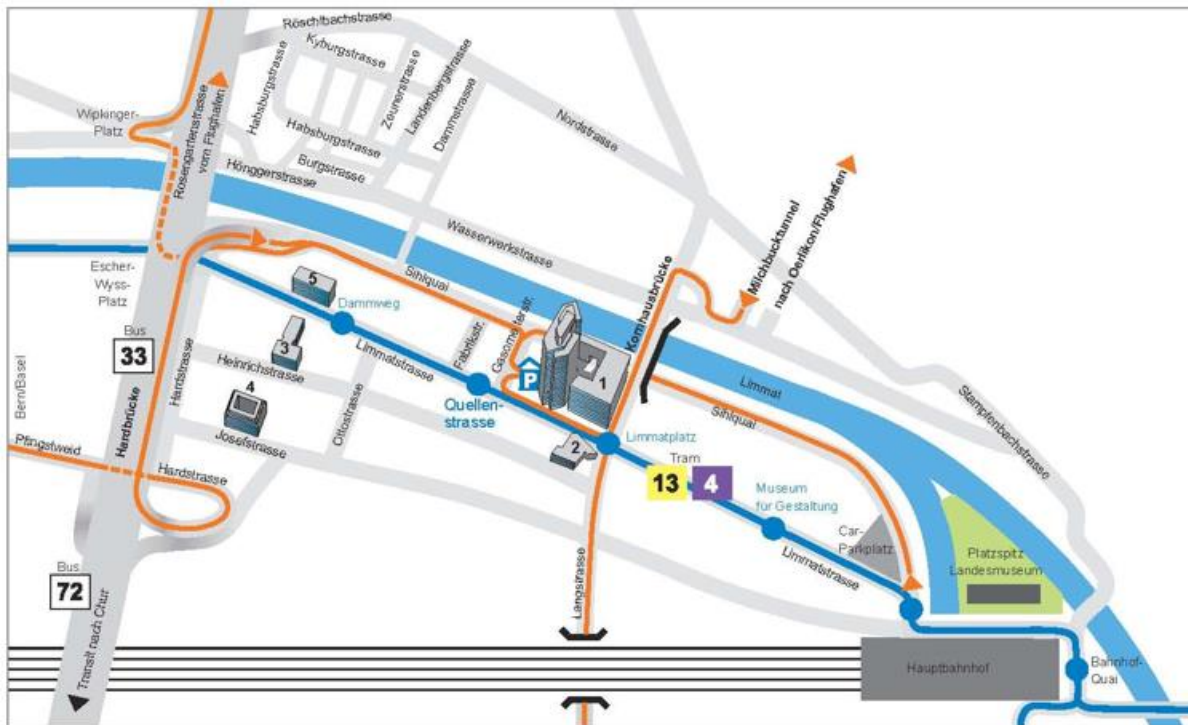 Röschlbachstrasse
Kyburgstrasse
Habsburgstrasse
Zeunerstrasse
Landenbergstrasse
Dammstrasse
Nordstrasse
Wipkinger-
Platz
Rosengartenstrasse
vom Flughafen
Habsburgstrasse
Burgstrasse
Hönggerstrasse
Wasserwerkstrasse
Milchbucktunnel
nach Oerlikon/Flughafen
Escher-
Wyss-
Platz
5
Dammweg
Sihlquai
Kornhausbrücke
Bus
33
3
Heinrichstrasse
Limmatstrasse
Fabrikstr.
Gasometerstr.
P
1
Limmat
Stampfenbachstrasse
Bern/Basel
Hardbrücke
Hardstrasse
4
Ottostrasse
Josefstrasse
Quellen-
strasse
2
Limmatplatz
Sihlquai
Tram
13
4
Pfingstweid
Hardstrasse
Museum
für Gestaltung
Car-
Parkplatz
Limmatstrasse
Platzspitz
Landesmuseum
Bus
72
Transit nach Chur
Langstrasse
Hauptbahnhof
Bahnhof-
Quai